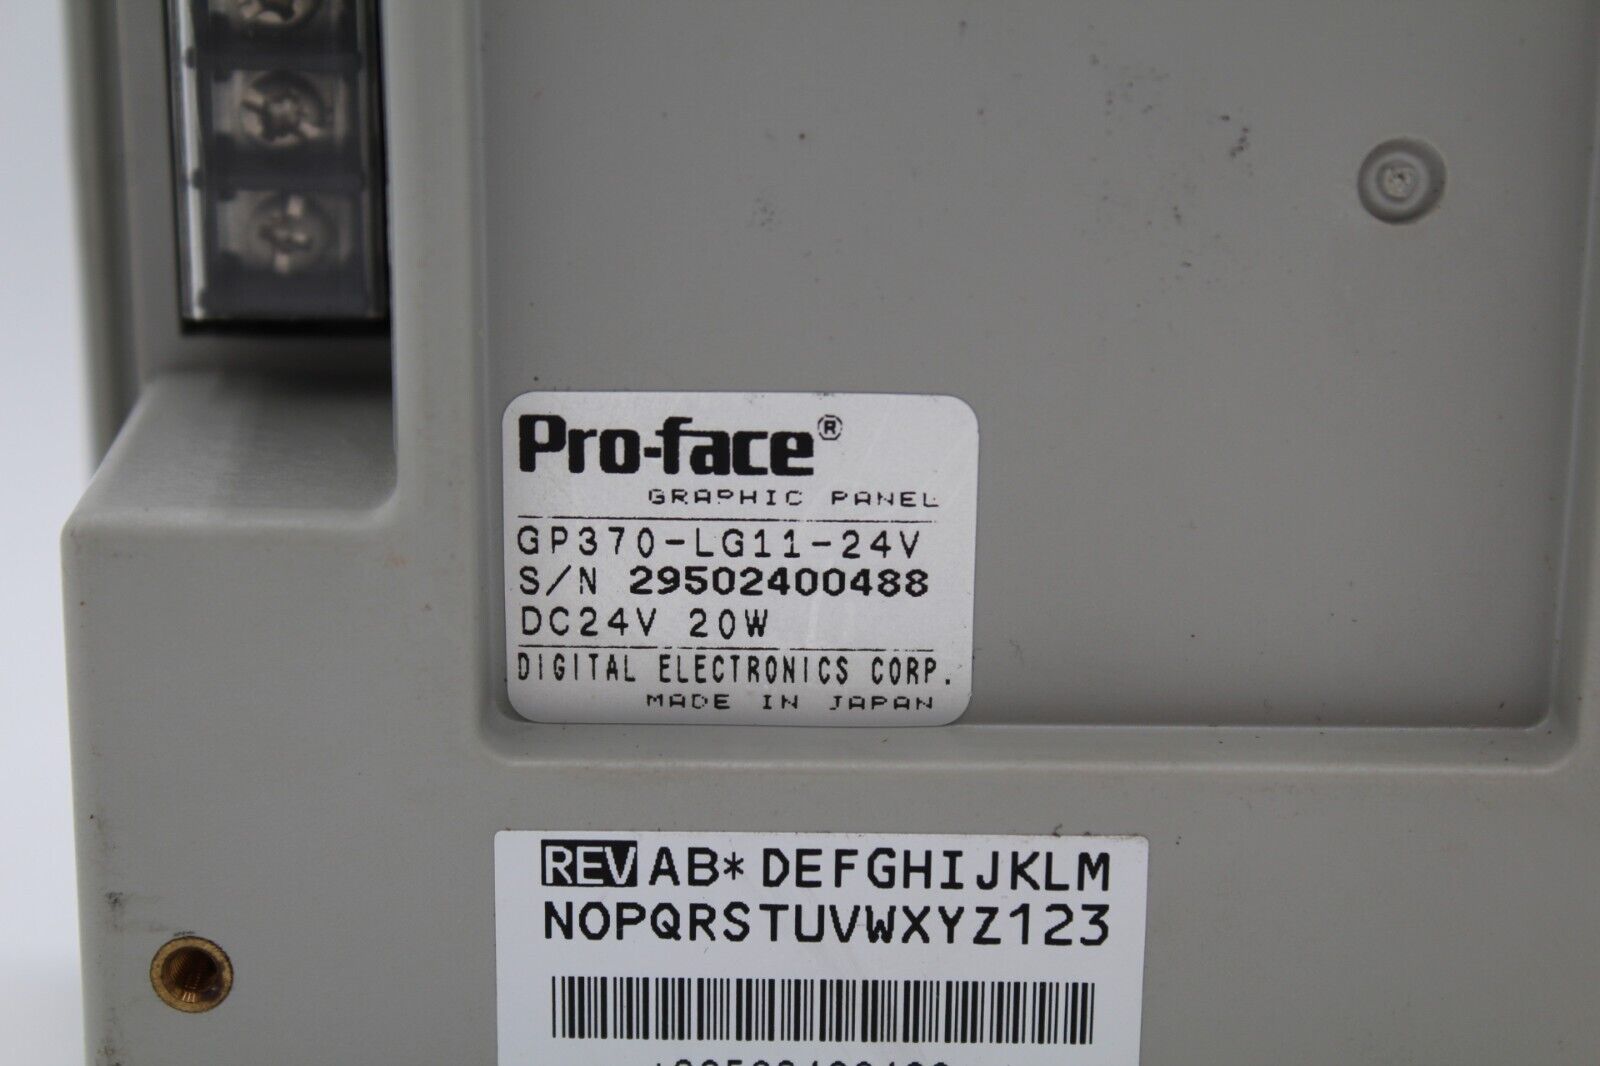 Pro-face®
GRAPHIC PANEL
GP370-LG11-24V
S/N 29502400488
DC24V 20W
DIGITAL ELECTRONICS CORP.
MADE IN JAPAN
REV AB* DEFGHIJKLM
NOPQRSTUVWXYZ123